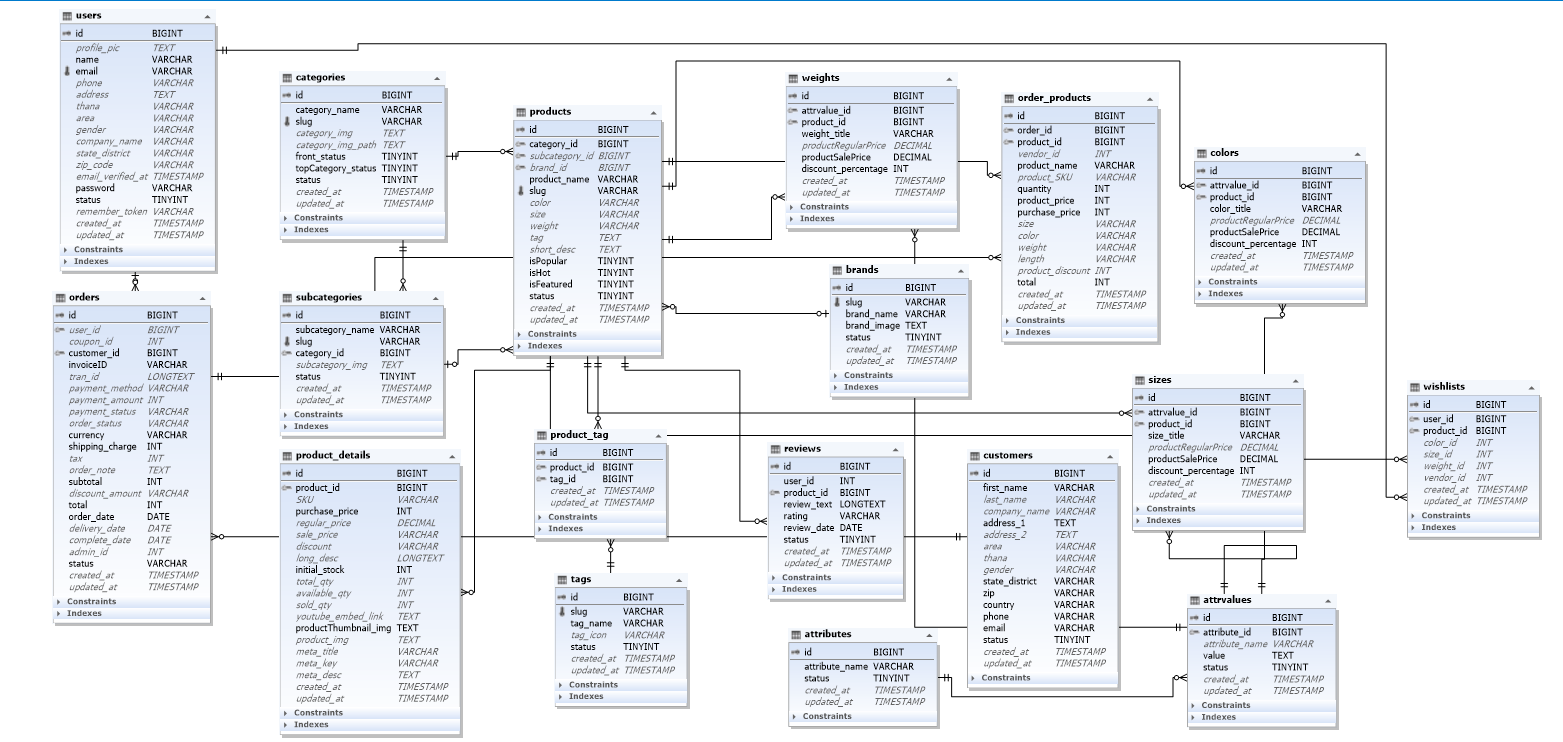 users
id BIGINT
profile_pic TEXT
name VARCHAR
email VARCHAR
phone VARCHAR
address TEXT
thana VARCHAR
area VARCHAR
gender VARCHAR
company_name VARCHAR
state_district VARCHAR
zip_code VARCHAR
email_verified_at TIMESTAMP
password VARCHAR
status TINYINT
remember_token VARCHAR
created_at TIMESTAMP
updated_at TIMESTAMP
Constraints
Indexes
orders
id BIGINT
user_id BIGINT
coupon_id INT
customer_id BIGINT
invoiceID VARCHAR
tran_id LONGTEXT
payment_method VARCHAR
payment_amount INT
payment_status VARCHAR
order_status VARCHAR
currency VARCHAR
shipping_charge INT
tax INT
order_note TEXT
subtotal INT
discount_amount VARCHAR
total INT
order_date DATE
delivery_date DATE
complete_date DATE
admin_id INT
status VARCHAR
created_at TIMESTAMP
updated_at TIMESTAMP
Constraints
Indexes
categories
id BIGINT
category_name VARCHAR
slug VARCHAR
category_img TEXT
category_img_path TEXT
front_status TINYINT
topCategory_status TINYINT
status TINYINT
created_at TIMESTAMP
updated_at TIMESTAMP
Constraints
Indexes
subcategories
id BIGINT
subcategory_name VARCHAR
slug VARCHAR
category_id BIGINT
subcategory_img TEXT
status TINYINT
created_at TIMESTAMP
updated_at TIMESTAMP
Constraints
Indexes
product_details
id BIGINT
product_id BIGINT
SKU VARCHAR
purchase_price INT
regular_price DECIMAL
sale_price VARCHAR
discount VARCHAR
long_desc LONGTEXT
initial_stock INT
total_qty INT
available_qty INT
sold_qty INT
youtube_embed_link TEXT
productThumbnail_img TEXT
product_img TEXT
meta_title VARCHAR
meta_key VARCHAR
meta_desc TEXT
created_at TIMESTAMP
updated_at TIMESTAMP
Constraints
Indexes
products
id BIGINT
category_id BIGINT
subcategory_id BIGINT
brand_id BIGINT
product_name VARCHAR
slug VARCHAR
color VARCHAR
size VARCHAR
weight VARCHAR
tag TEXT
short_desc TEXT
isPopular TINYINT
isHot TINYINT
isFeatured TINYINT
status TINYINT
created_at TIMESTAMP
updated_at TIMESTAMP
Constraints
Indexes
product_tag
id BIGINT
product_id BIGINT
tag_id BIGINT
created_at TIMESTAMP
updated_at TIMESTAMP
Constraints
Indexes
tags
id BIGINT
slug VARCHAR
tag_name VARCHAR
tag_icon VARCHAR
status TINYINT
created_at TIMESTAMP
updated_at TIMESTAMP
Constraints
Indexes
weights
id BIGINT
attrvalue_id BIGINT
product_id BIGINT
weight_title VARCHAR
productRegularPrice DECIMAL
productSalePrice DECIMAL
discount_percentage INT
created_at TIMESTAMP
updated_at TIMESTAMP
Constraints
Indexes
brands
id BIGINT
slug VARCHAR
brand_name VARCHAR
brand_image TEXT
status TINYINT
created_at TIMESTAMP
updated_at TIMESTAMP
Constraints
Indexes
reviews
id BIGINT
user_id INT
product_id BIGINT
review_text LONGTEXT
rating VARCHAR
review_date DATE
status TINYINT
created_at TIMESTAMP
updated_at TIMESTAMP
Constraints
Indexes
attributes
id BIGINT
attribute_name VARCHAR
status TINYINT
created_at TIMESTAMP
updated_at TIMESTAMP
Constraints
order_products
id BIGINT
order_id BIGINT
product_id BIGINT
vendor_id INT
product_name VARCHAR
product_SKU VARCHAR
quantity INT
product_price INT
purchase_price INT
size VARCHAR
color VARCHAR
weight VARCHAR
length VARCHAR
product_discount INT
total INT
created_at TIMESTAMP
updated_at TIMESTAMP
Constraints
Indexes
customers
id BIGINT
first_name VARCHAR
last_name VARCHAR
company_name VARCHAR
address_1 TEXT
address_2 TEXT
area VARCHAR
thana VARCHAR
gender VARCHAR
state_district VARCHAR
zip VARCHAR
country VARCHAR
phone VARCHAR
email VARCHAR
status TINYINT
created_at TIMESTAMP
updated_at TIMESTAMP
Constraints
colors
id BIGINT
attrvalue_id BIGINT
product_id BIGINT
color_title VARCHAR
productRegularPrice DECIMAL
productSalePrice DECIMAL
discount_percentage INT
created_at TIMESTAMP
updated_at TIMESTAMP
Constraints
Indexes
sizes
id BIGINT
attrvalue_id BIGINT
product_id BIGINT
size_title VARCHAR
productRegularPrice DECIMAL
productSalePrice DECIMAL
discount_percentage INT
created_at TIMESTAMP
updated_at TIMESTAMP
Constraints
Indexes
attrvalues
id BIGINT
attribute_id BIGINT
attribute_name VARCHAR
value TEXT
status TINYINT
created_at TIMESTAMP
updated_at TIMESTAMP
Constraints
Indexes
wishlists
id BIGINT
user_id BIGINT
product_id BIGINT
color_id INT
size_id INT
weight_id INT
vendor_id INT
created_at TIMESTAMP
updated_at TIMESTAMP
Constraints
Indexes